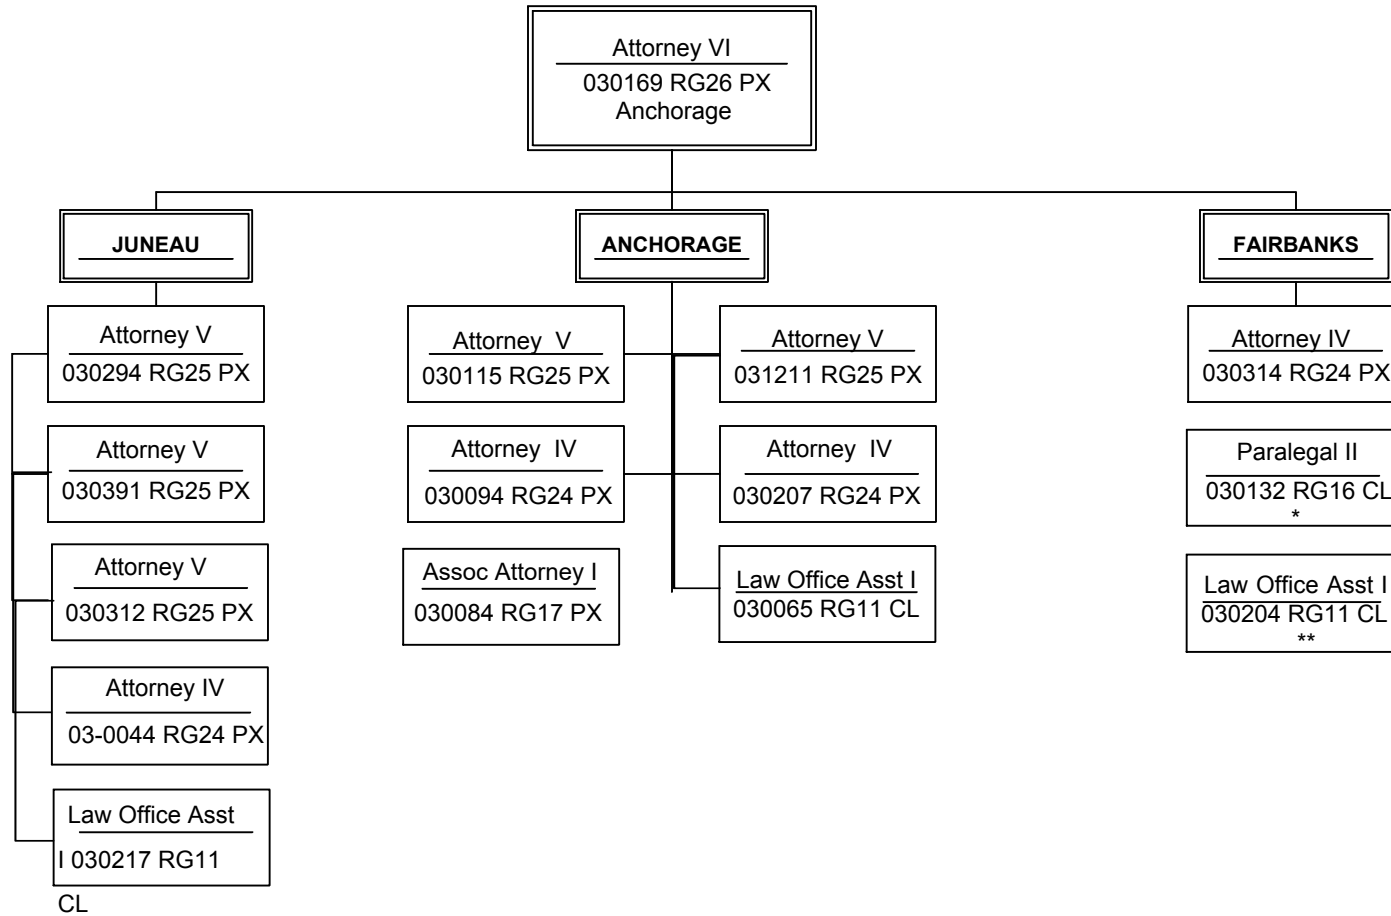 Attorney VI
030169 RG26 PX
Anchorage
JUNEAU
Attorney V
030294 RG25 PX
Attorney V
030391 RG25 PX
Attorney V
030312 RG25 PX
Attorney IV
03-0044 RG24 PX
Law Office Asst
I 030217 RG11
CL
ANCHORAGE
Attorney  V
030115 RG25 PX
Attorney V
031211 RG25 PX
Attorney  IV
030094 RG24 PX
Attorney  IV
030207 RG24 PX
Assoc Attorney I
030084 RG17 PX
Law Office Asst I
030065 RG11 CL
FAIRBANKS
Attorney IV
030314 RG24 PX
Paralegal II
030132 RG16 CL
*
Law Office Asst I
030204 RG11 CL
**